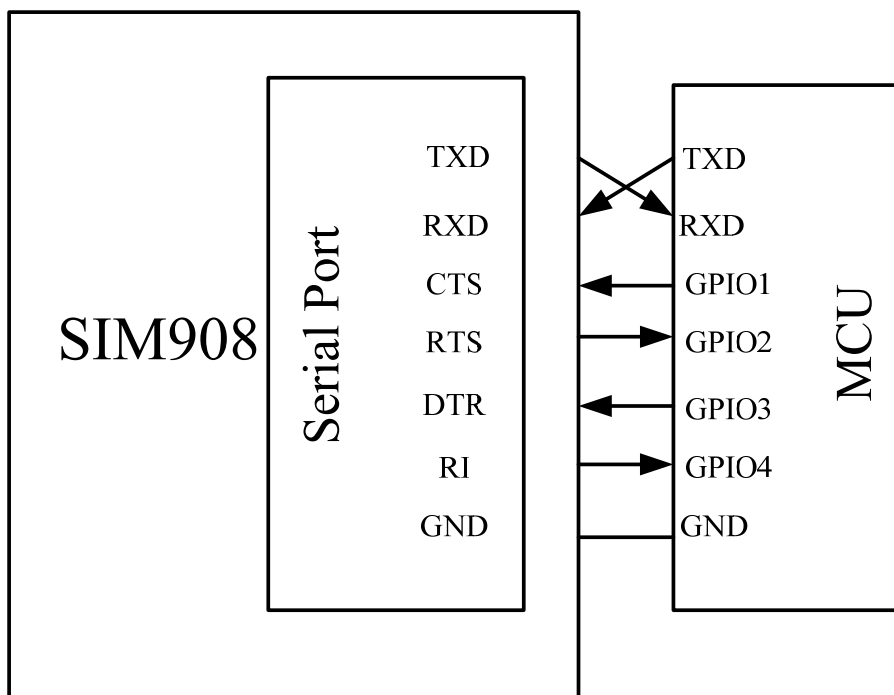 SIM908
Serial Port
TXD
RXD
CTS
RTS
DTR
RI
GND
TXD
RXD
GPIO1
GPIO2
GPIO3
GPIO4
GND
MCU